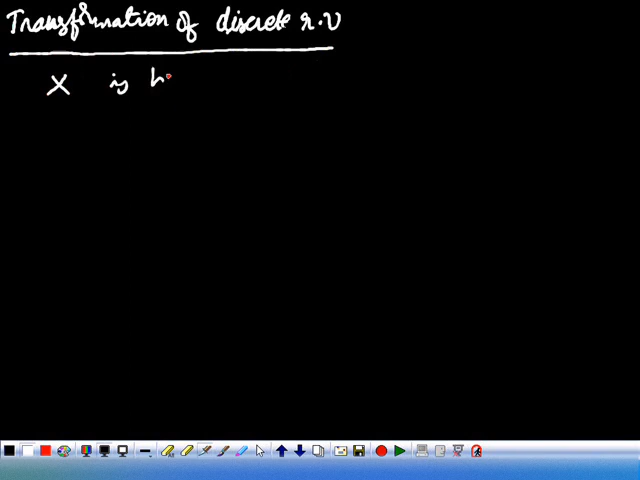 Transformation of discrete r.v
X is h